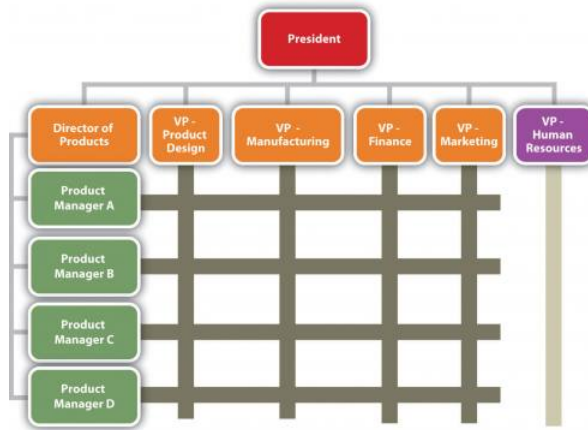 President
Director of
Products
VP -
Product
Design
VP -
Manufacturing
VP -
Finance
VP -
Marketing
VP -
Human
Resources
Product
Manager A
Product
Manager B
Product
Manager C
Product
Manager D